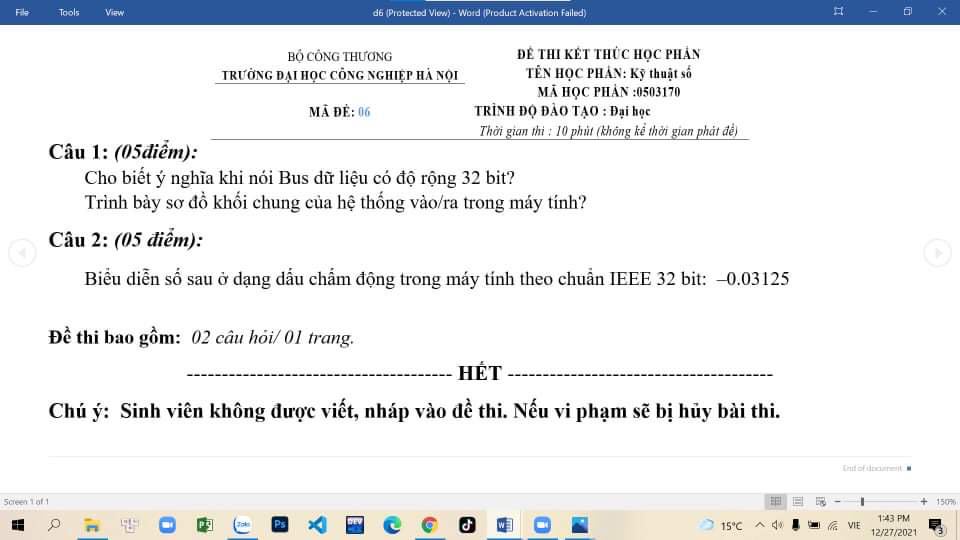 File Tools View d6 (Protected View) - Word (Product Activation Failed)
BỘ CÔNG THƯƠNG
TRƯỜNG ĐẠI HỌC CÔNG NGHIỆP HÀ NỘI
MÃ ĐỀ: 06
ĐỀ THI KẾT THÚC HỌC PHẦN
TÊN HỌC PHẦN: Kỹ thuật số
MÃ HỌC PHẦN :0503170
TRÌNH ĐỘ ĐÀO TẠO : Đại học
Thời gian thi : 10 phút (không kể thời gian phát đề)
Câu 1: (05điểm):
Cho biết ý nghĩa khi nói Bus dữ liệu có độ rộng 32 bit?
Trình bày sơ đồ khối chung của hệ thống vào/ra trong máy tính?
Câu 2: (05 điểm):
Biểu diễn số sau ở dạng dấu chấm động trong máy tính theo chuẩn IEEE 32 bit: –0.03125
Đề thi bao gồm: 02 câu hỏi/ 01 trang.
-------------------------------------- HẾT --------------------------------------
Chú ý: Sinh viên không được viết, nháp vào đề thi. Nếu vi phạm sẽ bị hủy bài thi.
End of document
Screen 1 of 1 150%
Zalo Ps DEV 15°C VIE 1:43 PM
12/27/2021 3